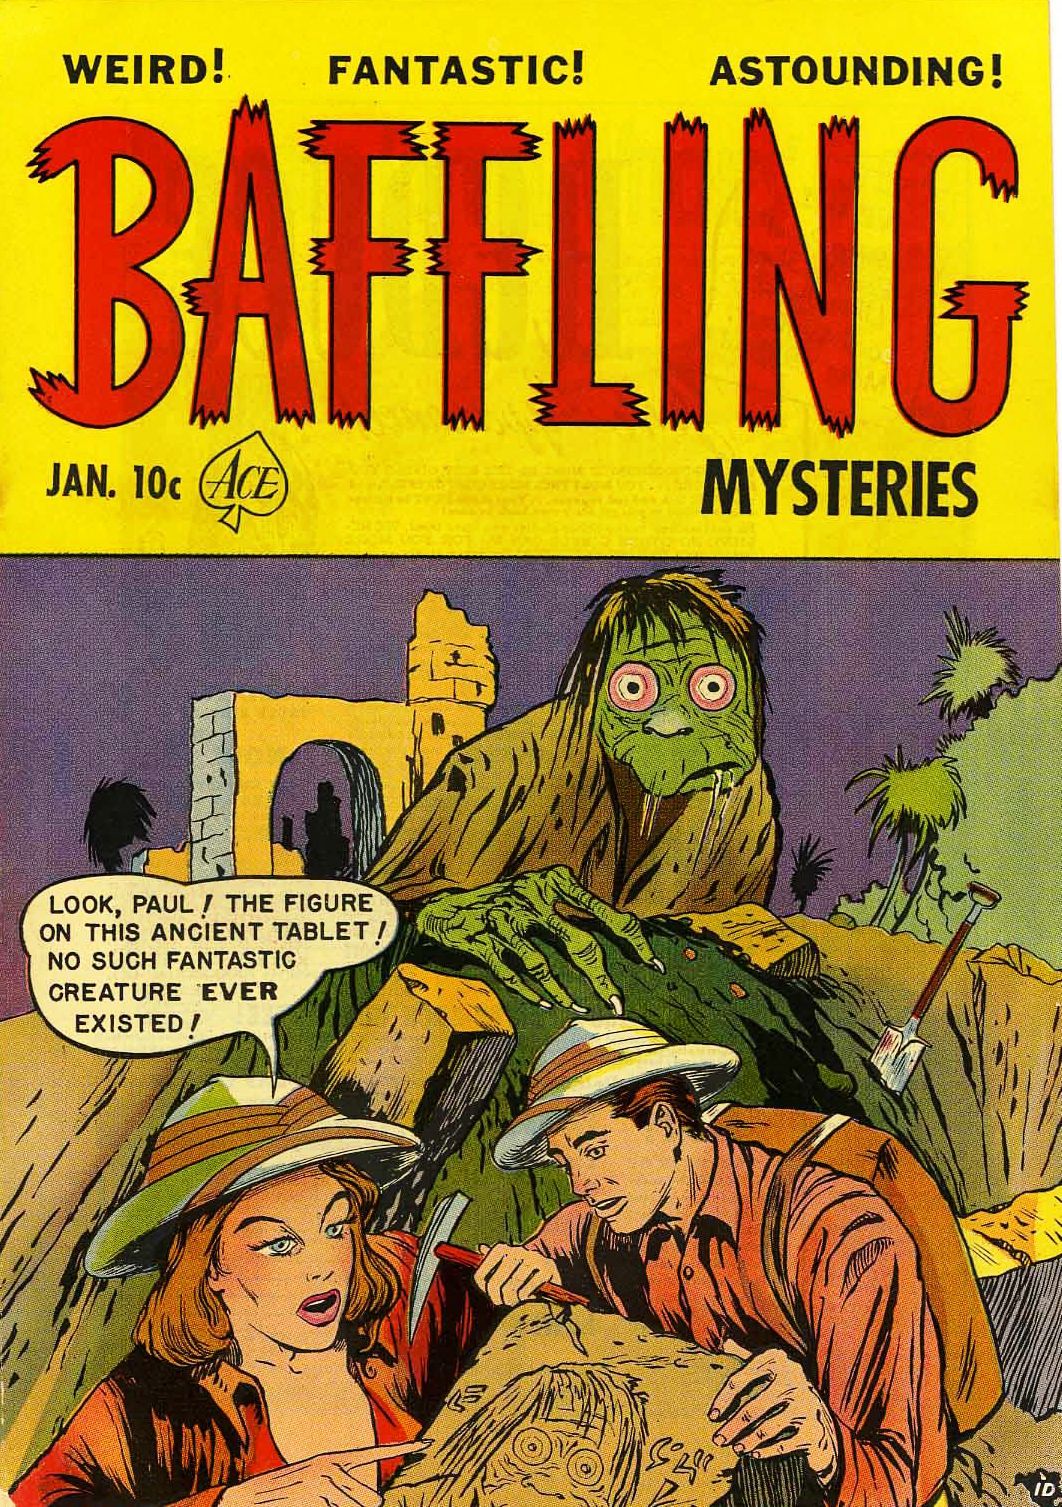 WEIRD! FANTASTIC! ASTOUNDING!
BAFFLING
JAN. 10c ACE MYSTERIES
LOOK, PAUL! THE FIGURE
ON THIS ANCIENT TABLET!
NO SUCH FANTASTIC
CREATURE EVER
EXISTED!
iD